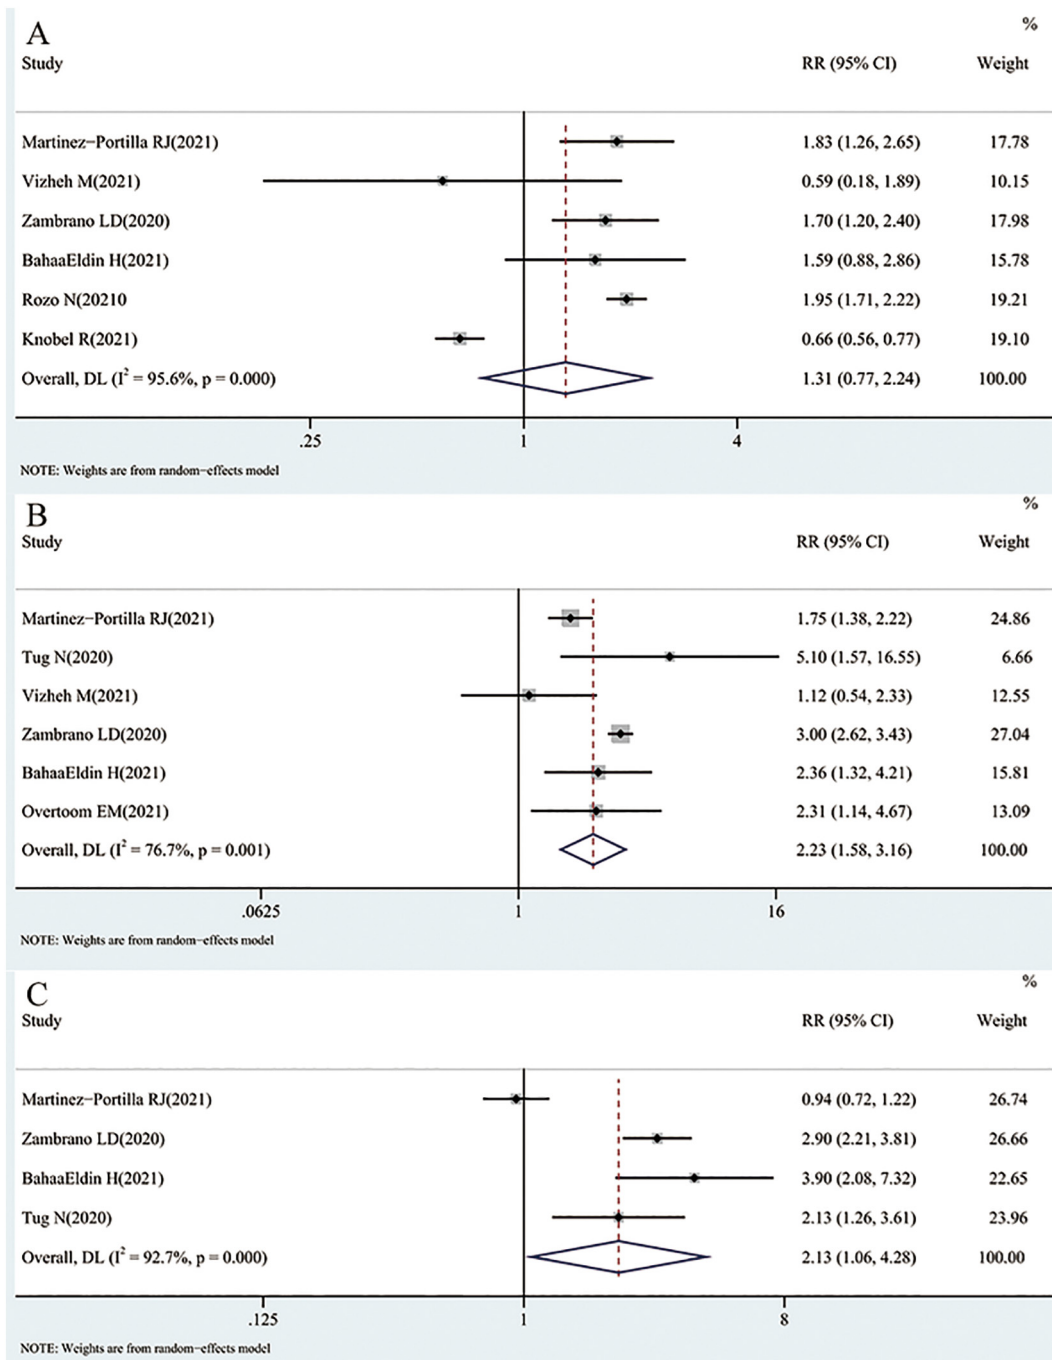 A
%
Study RR (95% CI) Weight
Martinez−Portilla RJ(2021) 1.83 (1.26, 2.65) 17.78
Vizheh M(2021) 0.59 (0.18, 1.89) 10.15
Zambrano LD(2020) 1.70 (1.20, 2.40) 17.98
BahaaEldin H(2021) 1.59 (0.88, 2.86) 15.78
Rozo N(20210 1.95 (1.71, 2.22) 19.21
Knobel R(2021) 0.66 (0.56, 0.77) 19.10
Overall, DL (I² = 95.6%, p = 0.000) 1.31 (0.77, 2.24) 100.00
.25 1 4
NOTE: Weights are from random−effects model
B
%
Study RR (95% CI) Weight
Martinez−Portilla RJ(2021) 1.75 (1.38, 2.22) 24.86
Tug N(2020) 5.10 (1.57, 16.55) 6.66
Vizheh M(2021) 1.12 (0.54, 2.33) 12.55
Zambrano LD(2020) 3.00 (2.62, 3.43) 27.04
BahaaEldin H(2021) 2.36 (1.32, 4.21) 15.81
Overtoom EM(2021) 2.31 (1.14, 4.67) 13.09
Overall, DL (I² = 76.7%, p = 0.001) 2.23 (1.58, 3.16) 100.00
.0625 1 16
NOTE: Weights are from random−effects model
C
%
Study RR (95% CI) Weight
Martinez−Portilla RJ(2021) 0.94 (0.72, 1.22) 26.74
Zambrano LD(2020) 2.90 (2.21, 3.81) 26.66
BahaaEldin H(2021) 3.90 (2.08, 7.32) 22.65
Tug N(2020) 2.13 (1.26, 3.61) 23.96
Overall, DL (I² = 92.7%, p = 0.000) 2.13 (1.06, 4.28) 100.00
.125 1 8
NOTE: Weights are from random−effects model